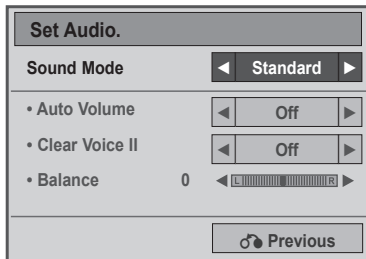 Set Audio.
Sound Mode ◄ Standard ►
• Auto Volume ◄ Off ►
• Clear Voice II ◄ Off ►
• Balance 0 ◄ L R ►
Previous